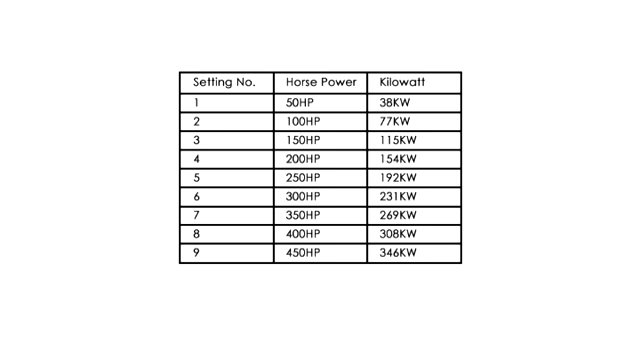 Setting No. Horse Power Kilowatt
1 50HP 38KW
2 100HP 77KW
3 150HP 115KW
4 200HP 154KW
5 250HP 192KW
6 300HP 231KW
7 350HP 269KW
8 400HP 308KW
9 450HP 346KW